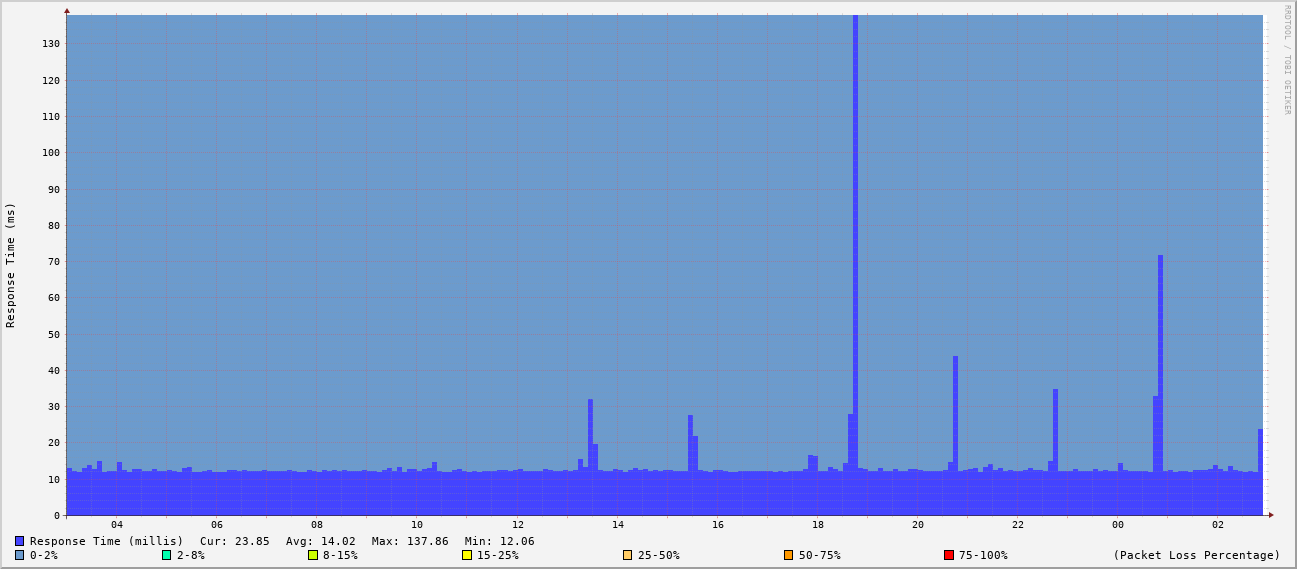 RRDTOOL / TOBI OETIKER
Response Time (ms)
130
120
110
100
90
80
70
60
50
40
30
20
10
0
04 06 08 10 12 14 16 18 20 22 00 02
Response Time (millis) Cur: 23.85 Avg: 14.02 Max: 137.86 Min: 12.06
0-2% 2-8% 8-15% 15-25% 25-50% 50-75% 75-100% (Packet Loss Percentage)